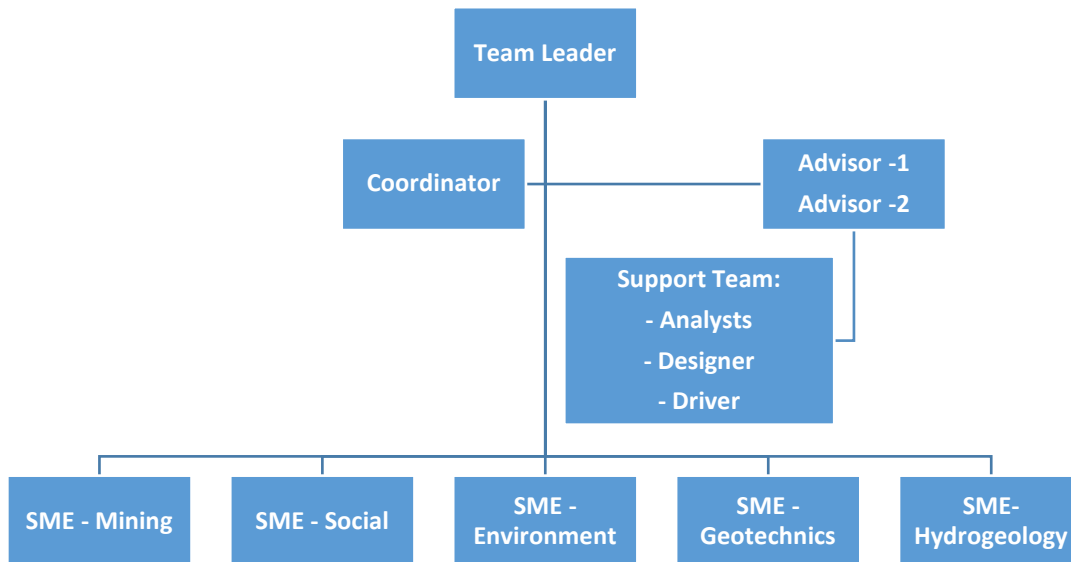 Team Leader
Coordinator
Advisor -1
Advisor -2
Support Team:
- Analysts
- Designer
- Driver
SME - Mining
SME - Social
SME -
Environment
SME -
Geotechnics
SME-
Hydrogeology